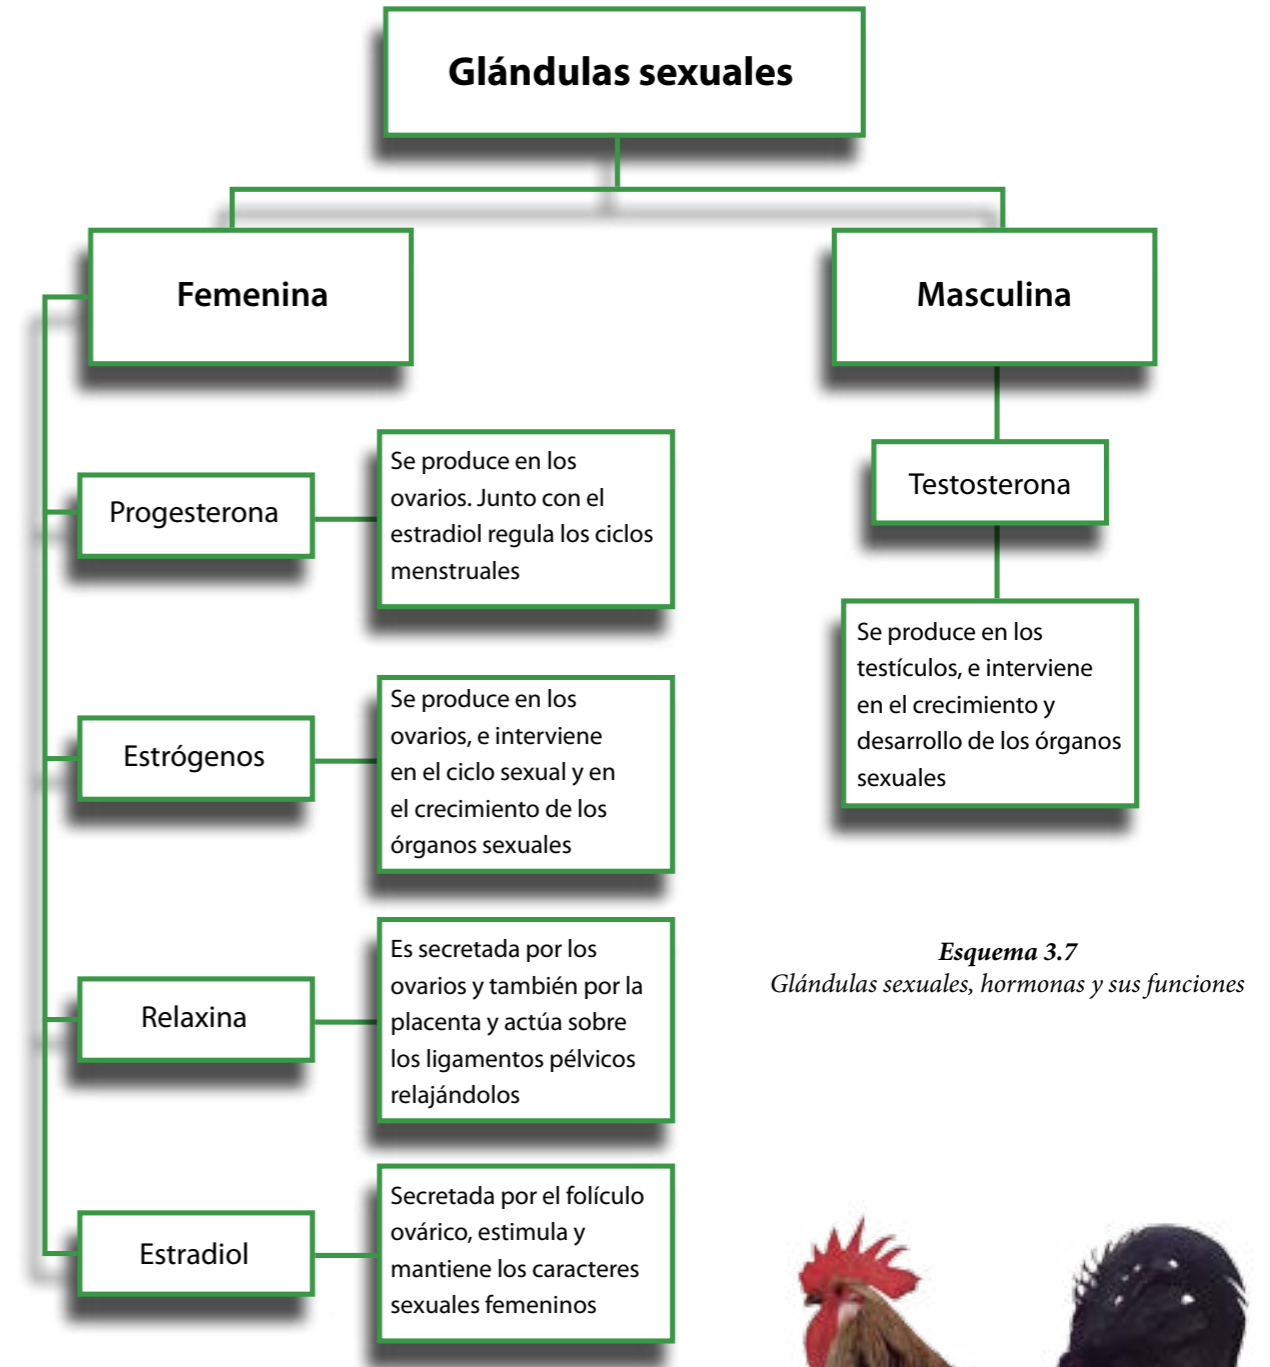 Glándulas sexuales
Femenina
Masculina
Progesterona
Se produce en los
ovarios. Junto con el
estradiol regula los ciclos
menstruales
Estrógenos
Se produce en los
ovarios, e interviene
en el ciclo sexual y en
el crecimiento de los
órganos sexuales
Relaxina
Es secretada por los
ovarios y también por la
placenta y actúa sobre
los ligamentos pélvicos
relajándolos
Estradiol
Secretada por el folículo
ovárico, estimula y
mantiene los caracteres
sexuales femeninos
Testosterona
Se produce en los
testículos, e interviene
en el crecimiento y
desarrollo de los órganos
sexuales
Esquema 3.7
Glándulas sexuales, hormonas y sus funciones